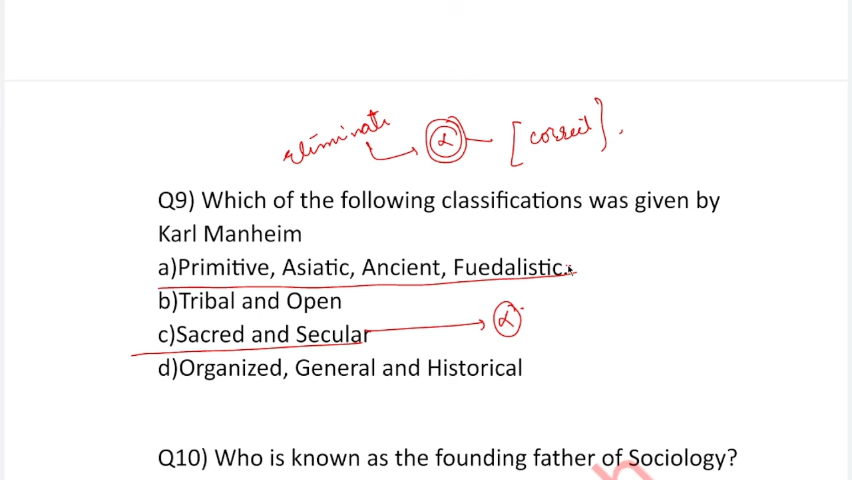 eliminate
α [correct].
Q9) Which of the following classifications was given by
Karl Manheim
a)Primitive, Asiatic, Ancient, Fuedalistic.
b)Tribal and Open
c)Sacred and Secular α
d)Organized, General and Historical
Q10) Who is known as the founding father of Sociology?